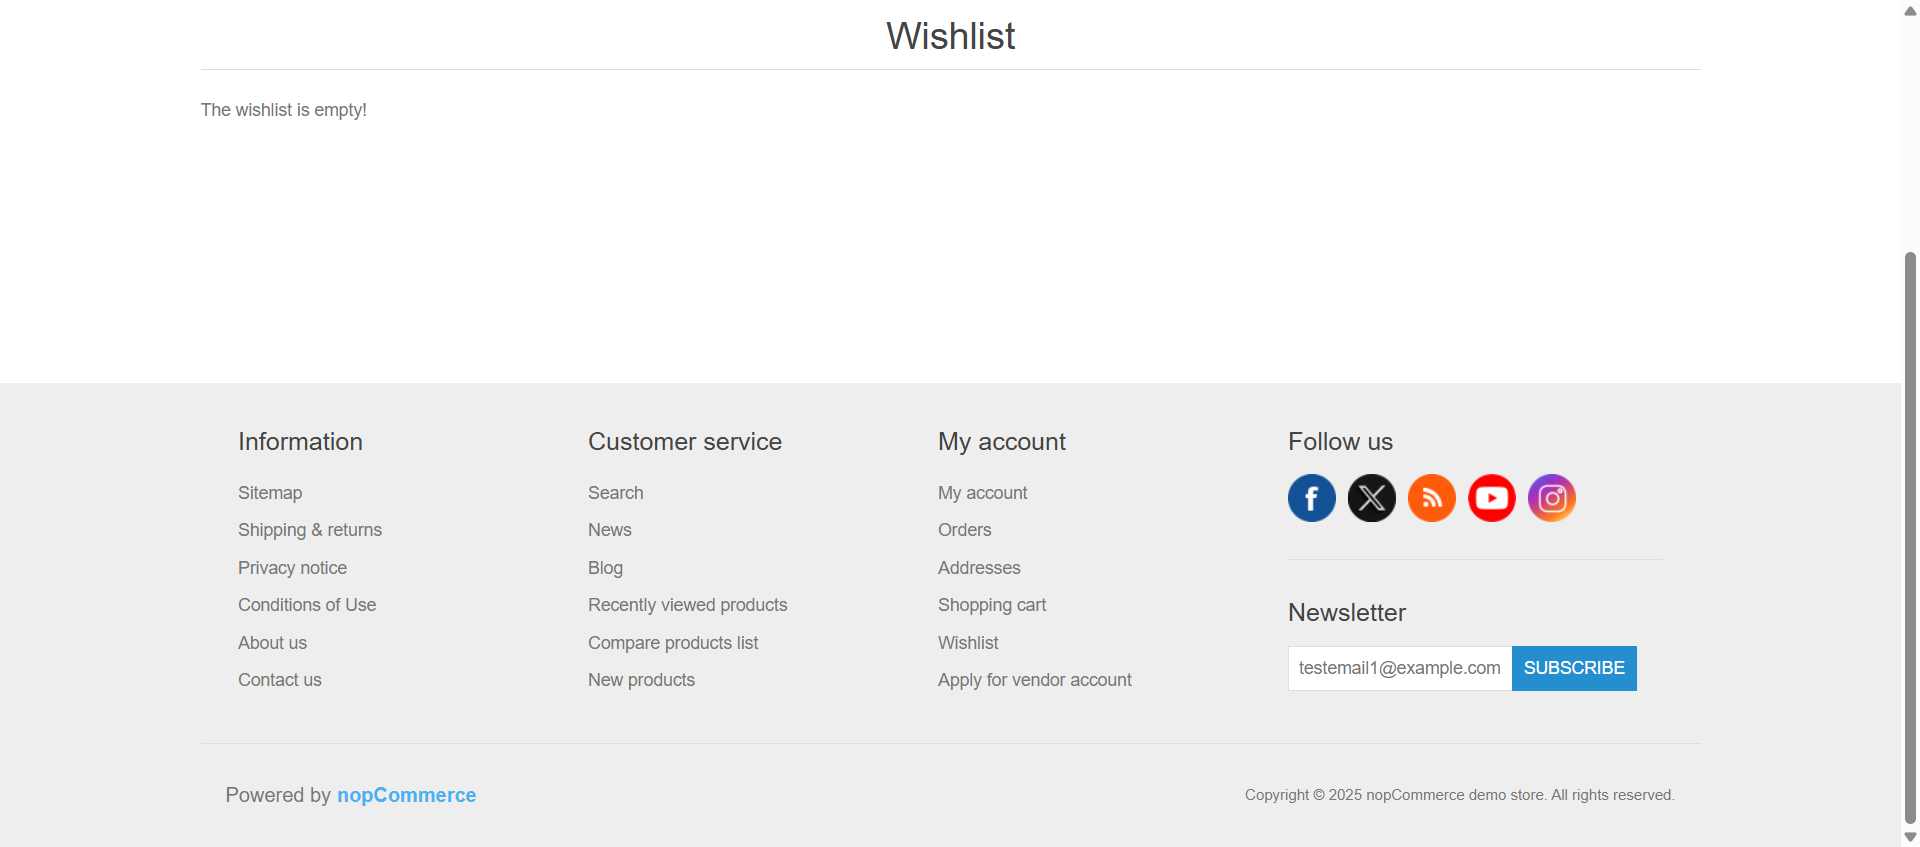 Wishlist
The wishlist is empty!
Information
Sitemap
Shipping & returns
Privacy notice
Conditions of Use
About us
Contact us
Customer service
Search
News
Blog
Recently viewed products
Compare products list
New products
My account
My account
Orders
Addresses
Shopping cart
Wishlist
Apply for vendor account
Follow us
Newsletter
testemail1@example.com
SUBSCRIBE
Powered by nopCommerce
Copyright © 2025 nopCommerce demo store. All rights reserved.